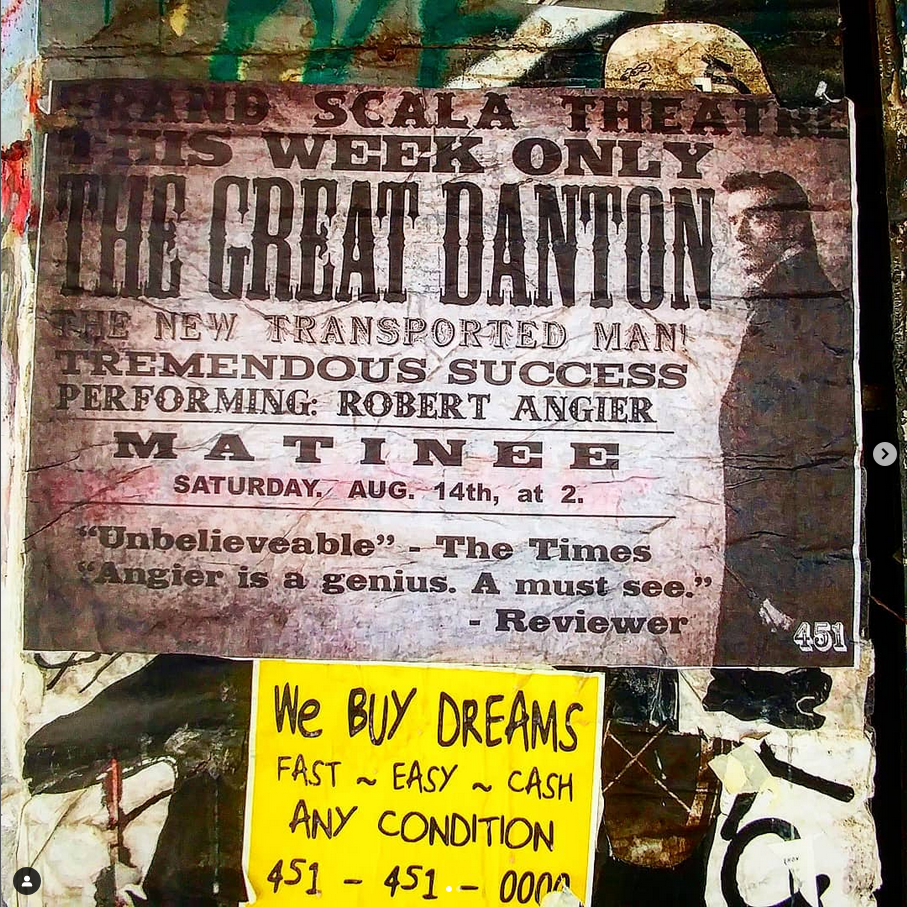 GRAND SCALA THEATRE
THIS WEEK ONLY
THE GREAT DANTON
THE NEW TRANSPORTED MAN!
TREMENDOUS SUCCESS
PERFORMING: ROBERT ANGIER
MATINEE
SATURDAY. AUG. 14th, at 2.
“Unbelieveable” - The Times
“Angier is a genius. A must see.”
- Reviewer
451
We BUY DREAMS
FAST ~ EASY ~ CASH
ANY CONDITION
451 - 451 - 0000